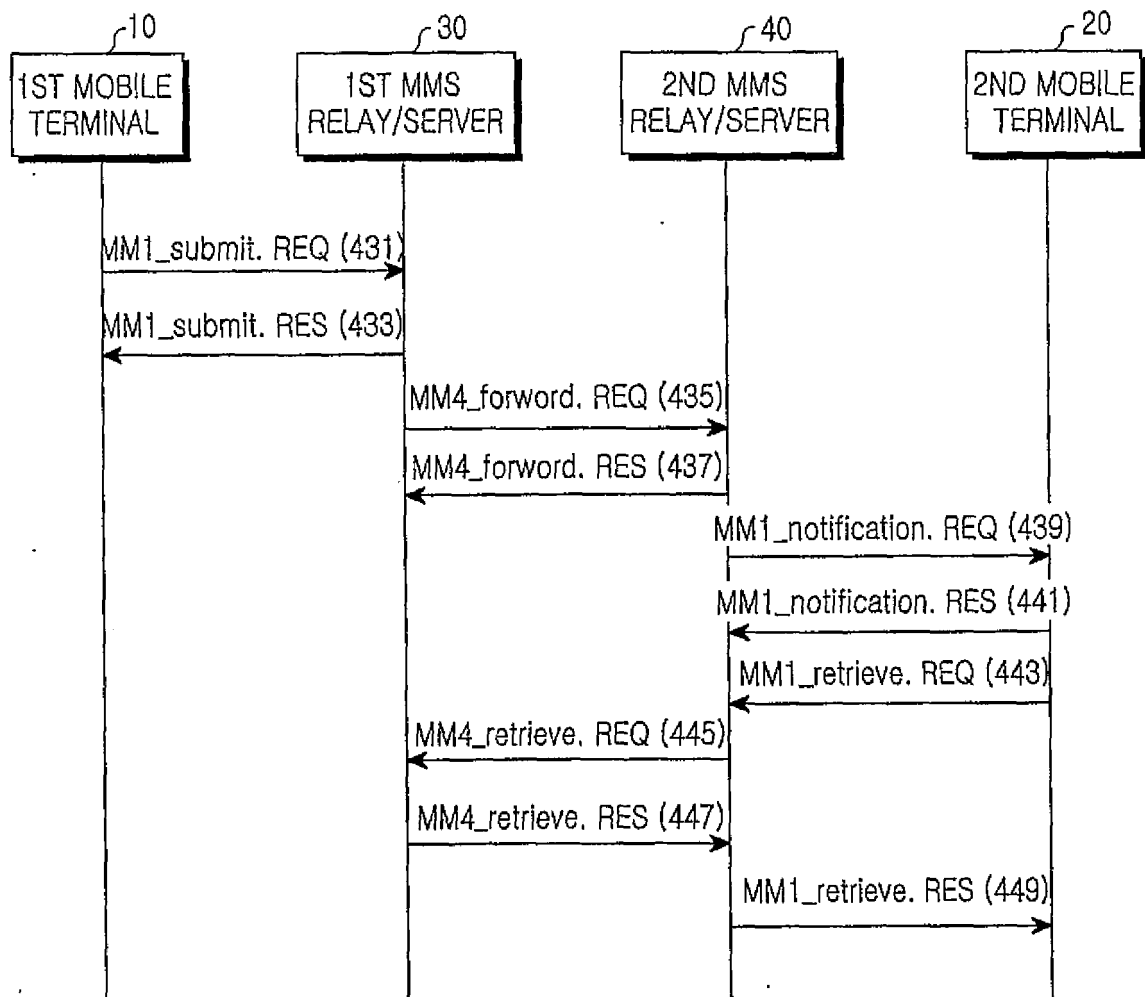 10
30
40
20
1ST MOBILE
TERMINAL
1ST MMS
RELAY/SERVER
2ND MMS
RELAY/SERVER
2ND MOBILE
TERMINAL
MM1_submit. REQ (431)
MM1_submit. RES (433)
MM4_forword. REQ (435)
MM4_forword. RES (437)
MM1_notification. REQ (439)
MM1_notification. RES (441)
MM1_retrieve. REQ (443)
MM4_retrieve. REQ (445)
MM4_retrieve. RES (447)
MM1_retrieve. RES (449)